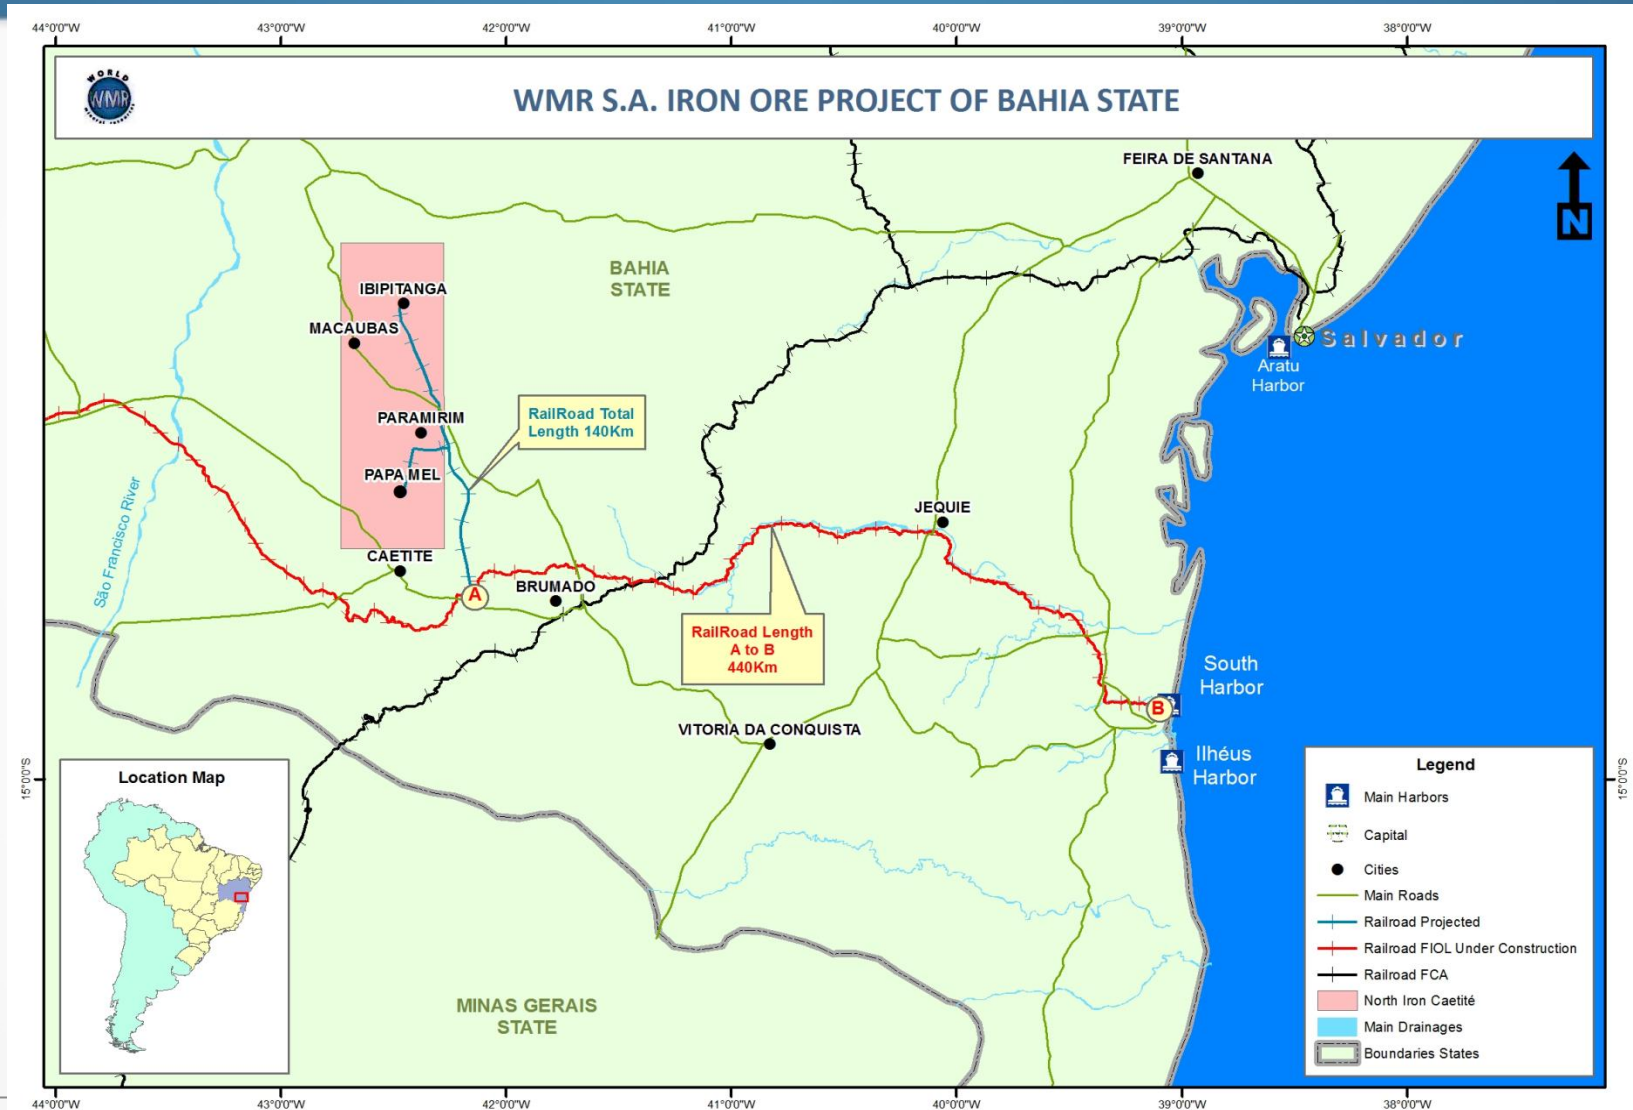 44°0'0"W 43°0'0"W 42°0'0"W 41°0'0"W 40°0'0"W 39°0'0"W 38°0'0"W
WORLD
WMR
WMR S.A. IRON ORE PROJECT OF BAHIA STATE
FEIRA DE SANTANA
N
BAHIA
STATE
IBIPITANGA
MACAUBAS
Salvador
Aratu
Harbor
RailRoad Total
Length 140Km
PARAMIRIM
PAPA MEL
São Francisco River
JEQUIE
CAETITE
A
BRUMADO
RailRoad Length
A to B
440Km
South
Harbor
B
VITORIA DA CONQUISTA
Ilhéus
Harbor
15°0'0"S
15°0'0"S
Location Map
MINAS GERAIS
STATE
Legend
Main Harbors
Capital
Cities
Main Roads
Railroad Projected
Railroad FIOL Under Construction
Railroad FCA
North Iron Caetité
Main Drainages
Boundaries States
44°0'0"W 43°0'0"W 42°0'0"W 41°0'0"W 40°0'0"W 39°0'0"W 38°0'0"W